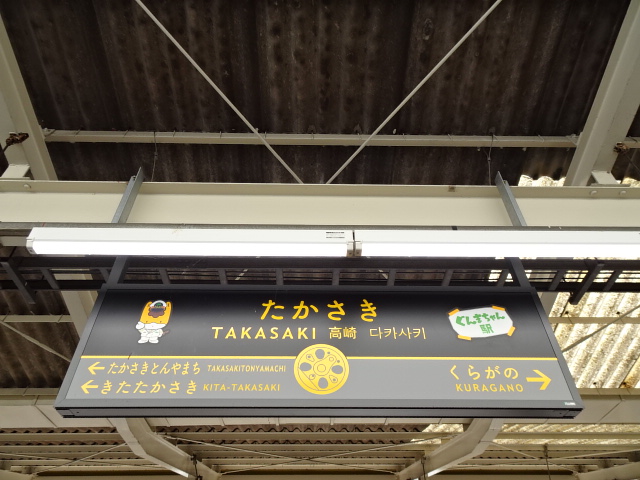 たかさき
TAKASAKI 高崎 다카사키
ぐんまちゃん
駅
←たかさきとんやまち TAKASAKITONYAMACHI
←きたたかさき KITA-TAKASAKI
くらがの →
KURAGANO